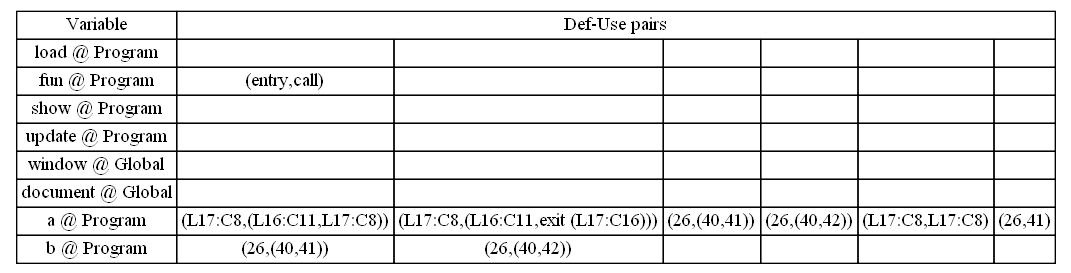 Variable Def-Use pairs
load @ Program
fun @ Program (entry,call)
show @ Program
update @ Program
window @ Global
document @ Global
a @ Program (L17:C8,(L16:C11,L17:C8)) (L17:C8,(L16:C11,exit (L17:C16))) (26,(40,41)) (26,(40,42)) (L17:C8,L17:C8) (26,41)
b @ Program (26,(40,41)) (26,(40,42))